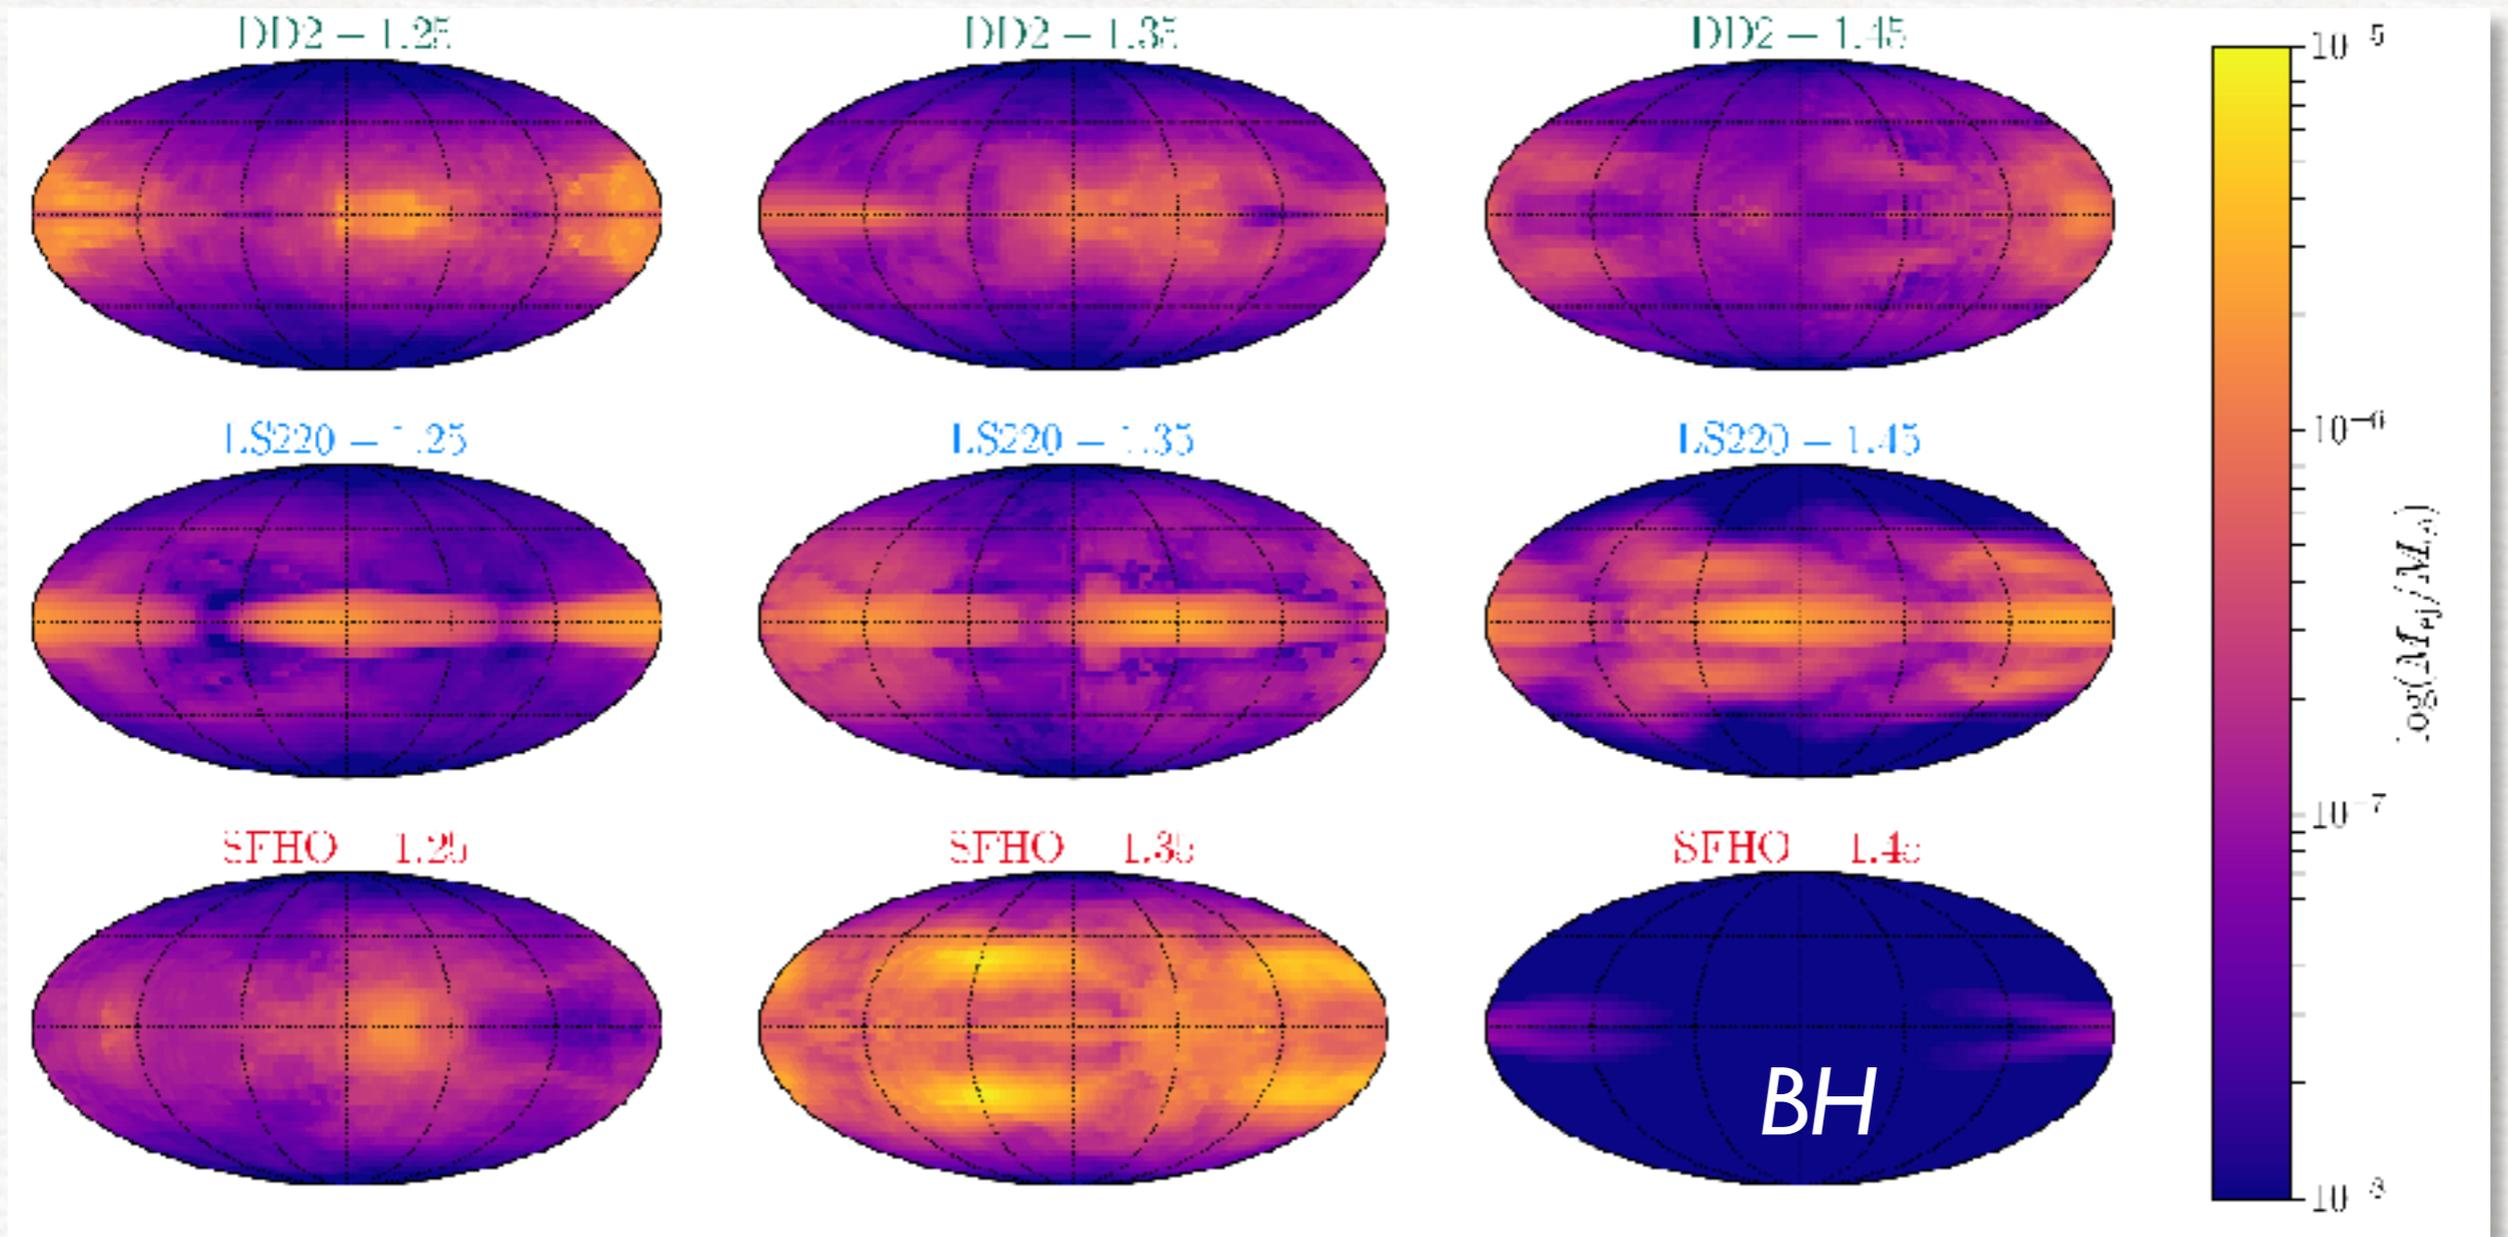 DD2 – 1.25
DD2 – 1.35
DD2 – 1.45
10⁻⁵
LS220 – 1.25
LS220 – 1.35
LS220 – 1.45
10⁻⁶
log(M_ej/M_⊙)
10⁻⁷
SFHO – 1.25
SFHO – 1.35
SFHO – 1.45
BH
10⁻⁸